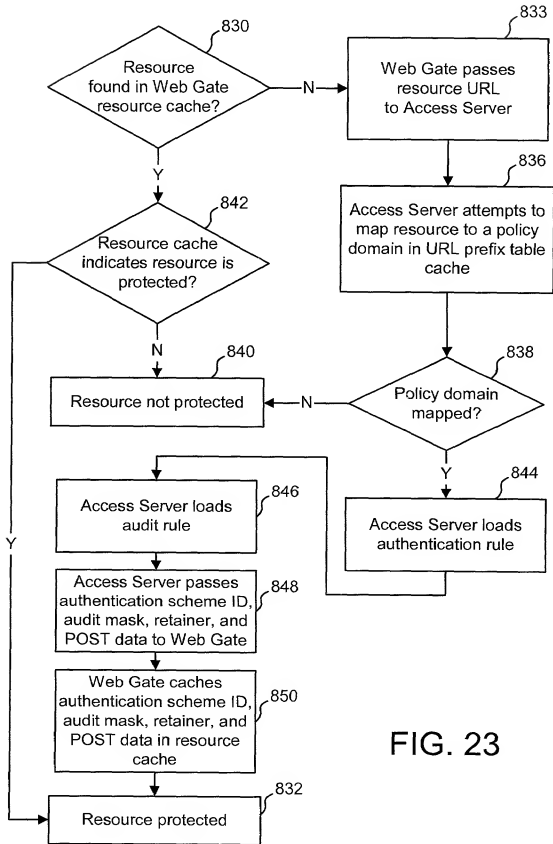 830
Resource
found in Web Gate
resource cache?
N
833
Web Gate passes
resource URL
to Access Server
Y
836
Access Server attempts to
map resource to a policy
domain in URL prefix table
cache
842
Resource cache
indicates resource is
protected?
N
840
Resource not protected
838
Policy domain
mapped?
N
Y
844
Access Server loads
authentication rule
846
Access Server loads
audit rule
Y
848
Access Server passes
authentication scheme ID,
audit mask, retainer, and
POST data to Web Gate
850
Web Gate caches
authentication scheme ID,
audit mask, retainer, and
POST data in resource
cache
832
Resource protected
FIG. 23